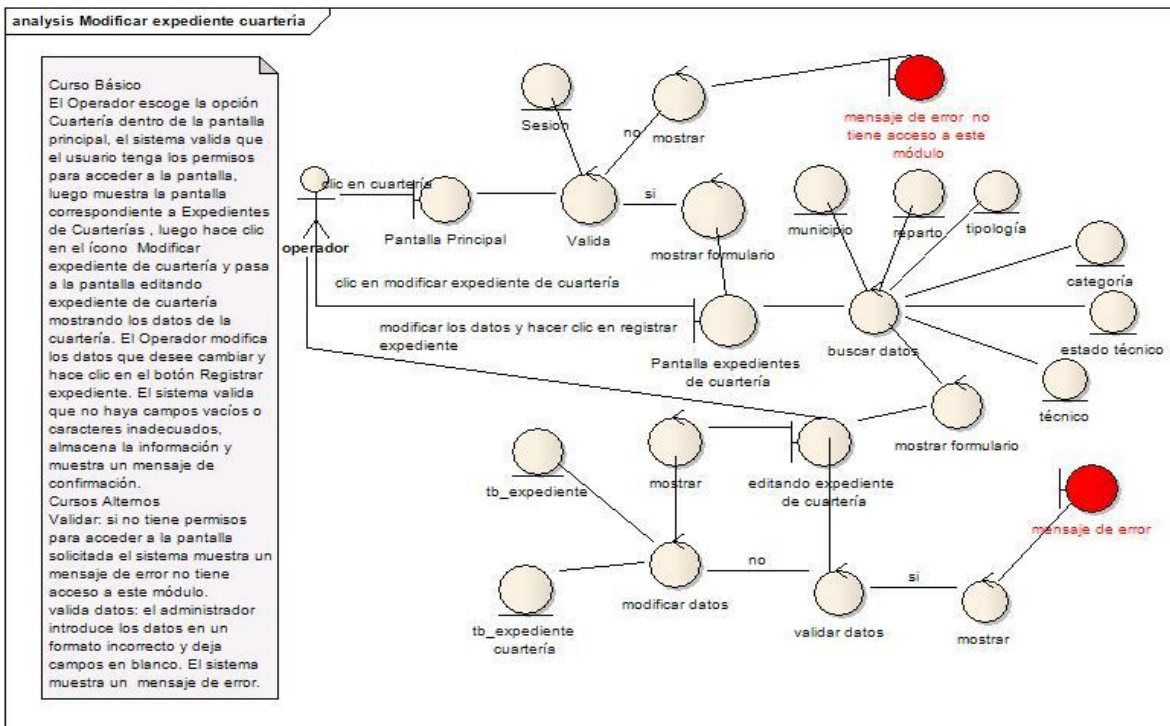 analysis Modificar expediente cuartería
Curso Básico
El Operador escoge la opción
Cuartería dentro de la pantalla
principal, el sistema valida que
el usuario tenga los permisos
para acceder a la pantalla,
luego muestra la pantalla
correspondiente a Expedientes
de Cuarterías , luego hace clic
en el ícono Modificar
expediente de cuartería y pasa
a la pantalla editando
expediente de cuartería
mostrando los datos de la
cuartería. El Operador modifica
los datos que desee cambiar y
hace clic en el botón Registrar
expediente. El sistema valida
que no haya campos vacíos o
caracteres inadecuados,
almacena la información y
muestra un mensaje de
confirmación.
Cursos Alternos
Validar: si no tiene permisos
para acceder a la pantalla
solicitada el sistema muestra un
mensaje de error no tiene
acceso a este módulo.
valida datos: el administrador
introduce los datos en un
formato incorrecto y deja
campos en blanco. El sistema
muestra un mensaje de error.
Sesion
no
mostrar
mensaje de error no
tiene acceso a este
módulo
clic en cuartería
operador
Pantalla Principal
Valida
si
mostrar formulario
municipio
reparto
tipología
categoría
clic en modificar expediente de cuartería
modificar los datos y hacer clic en registrar
expediente
Pantalla expedientes
de cuartería
buscar datos
estado técnico
técnico
mostrar formulario
tb_expediente
mostrar
editando expediente
de cuartería
mensaje de error
modificar datos
no
si
tb_expediente
cuartería
validar datos
mostrar